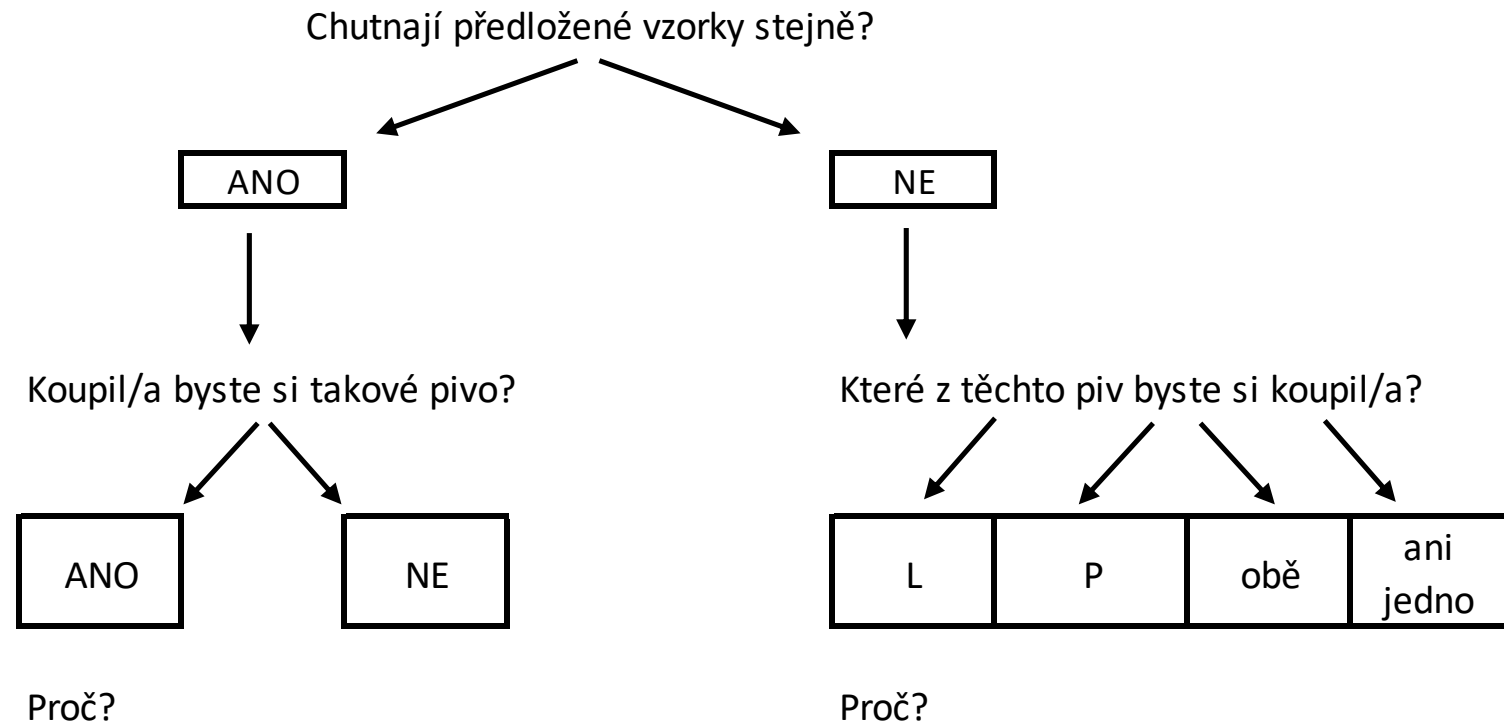 Chutnají předložené vzorky stejně?
ANO
NE
Koupil/a byste si takové pivo?
Které z těchto piv byste si koupil/a?
ANO
NE
L
P
obě
ani
jedno
Proč?
Proč?